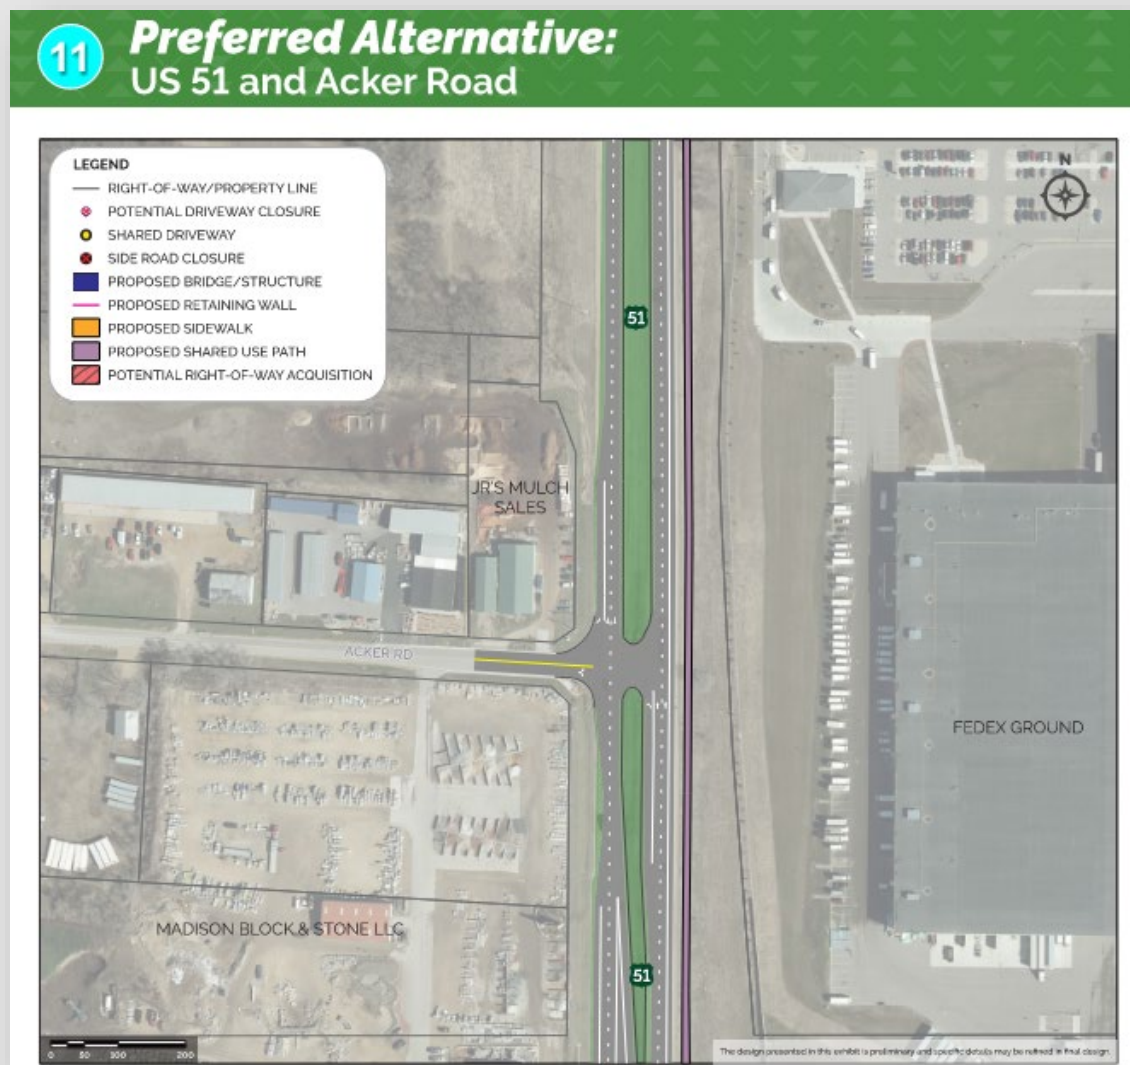 11
Preferred Alternative:
US 51 and Acker Road
LEGEND
RIGHT-OF-WAY/PROPERTY LINE
POTENTIAL DRIVEWAY CLOSURE
SHARED DRIVEWAY
SIDE ROAD CLOSURE
PROPOSED BRIDGE/STRUCTURE
PROPOSED RETAINING WALL
PROPOSED SIDEWALK
PROPOSED SHARED USE PATH
POTENTIAL RIGHT-OF-WAY ACQUISITION
N
51
JR'S MULCH
SALES
ACKER RD
FEDEX GROUND
MADISON BLOCK & STONE LLC
51
0 50 100 200
The design presented in this exhibit is preliminary and specific details may be refined in final design.